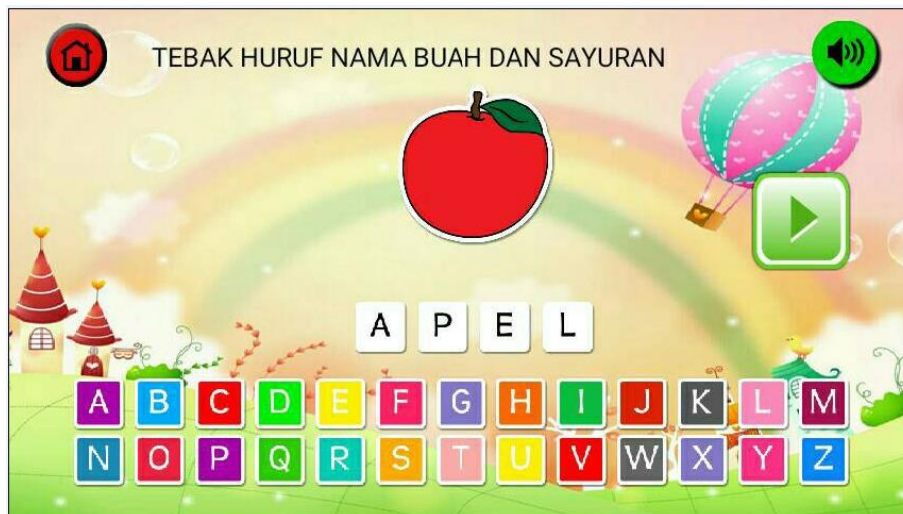 TEBAK HURUF NAMA BUAH DAN SAYURAN
A P E L
A B C D E F G H I J K L M
N O P Q R S T U V W X Y Z